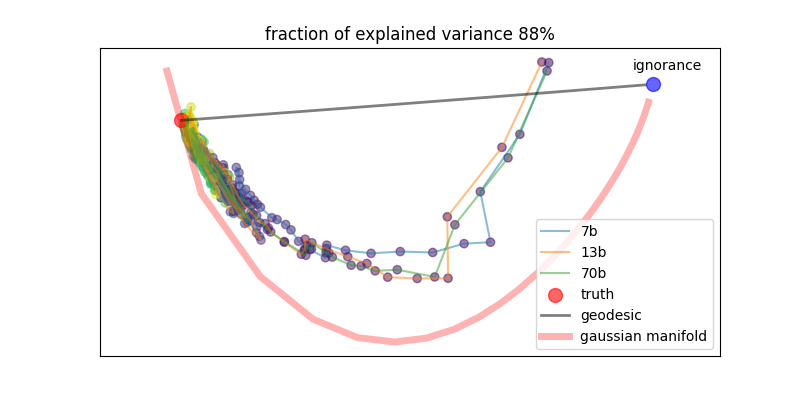 fraction of explained variance 88%
ignorance
7b
13b
70b
truth
geodesic
gaussian manifold